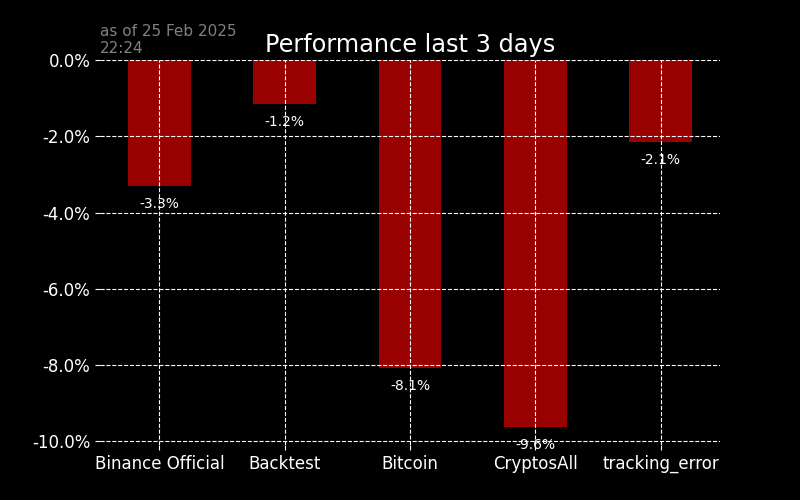 as of 25 Feb 2025
22:24
Performance last 3 days
0.0%
-2.0%
-4.0%
-6.0%
-8.0%
-10.0%
-3.3%
-1.2%
-8.1%
-9.6%
-2.1%
Binance Official
Backtest
Bitcoin
CryptosAll
tracking_error